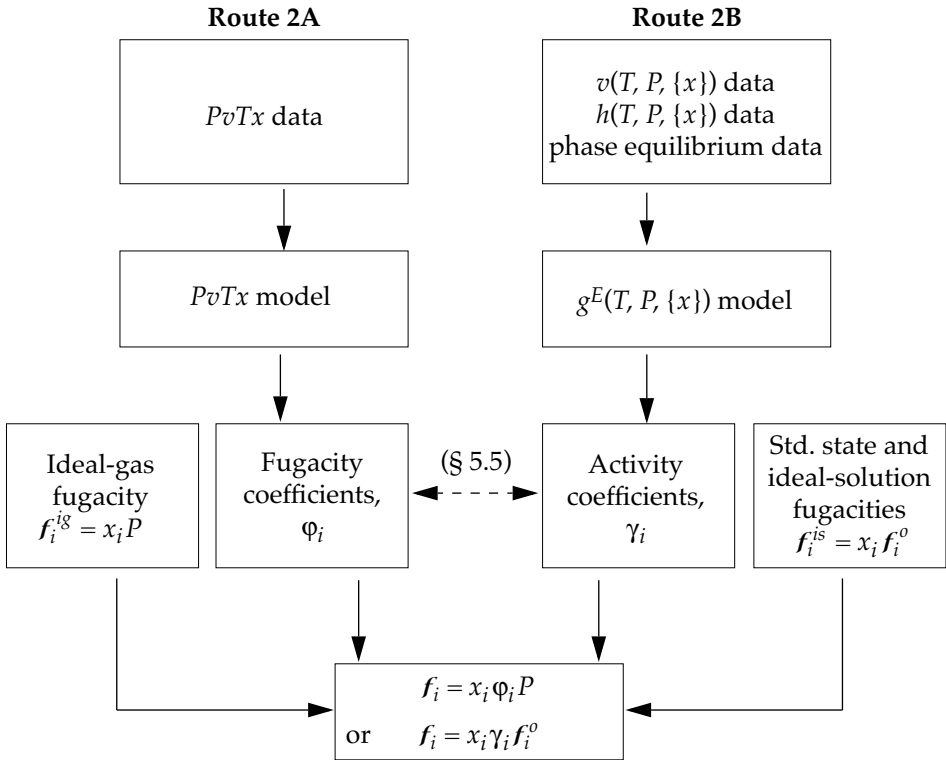 Route 2A
Route 2B
PvTx data
v(T, P, {x}) data
h(T, P, {x}) data
phase equilibrium data
PvTx model
g^E(T, P, {x}) model
Ideal-gas
fugacity
f_i^{ig} = x_i P
Fugacity
coefficients,
φ_i
(§ 5.5)
Activity
coefficients,
γ_i
Std. state and
ideal-solution
fugacities
f_i^{is} = x_i f_i^o
f_i = x_i φ_i P
or f_i = x_i γ_i f_i^o